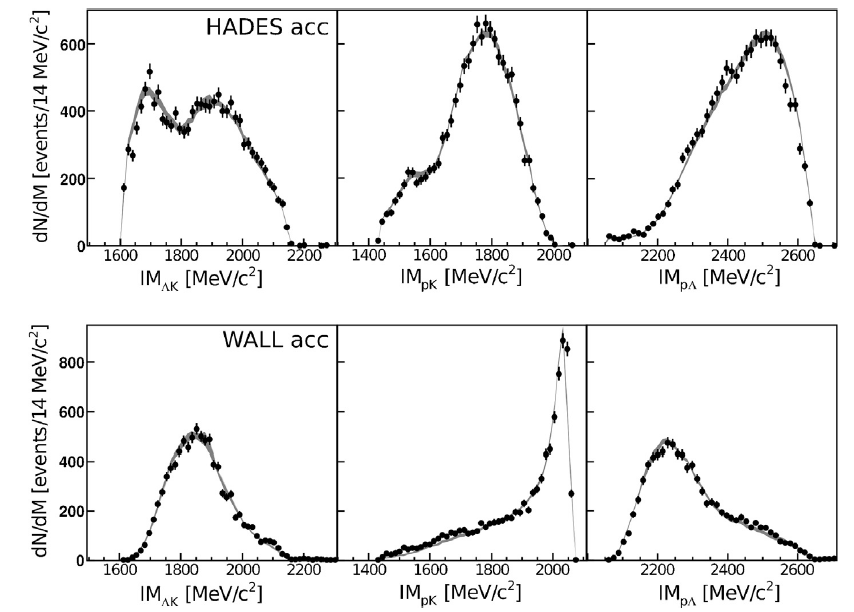 HADES acc
dN/dM [events/14 MeV/c²]
600
400
200
0
1600 1800 2000 2200 1400 1600 1800 2000 2200 2400 2600
IM_ΛK [MeV/c²] IM_pK [MeV/c²] IM_pΛ [MeV/c²]
WALL acc
dN/dM [events/14 MeV/c²]
800
600
400
200
0
1600 1800 2000 2200 1400 1600 1800 2000 2200 2400 2600
IM_ΛK [MeV/c²] IM_pK [MeV/c²] IM_pΛ [MeV/c²]